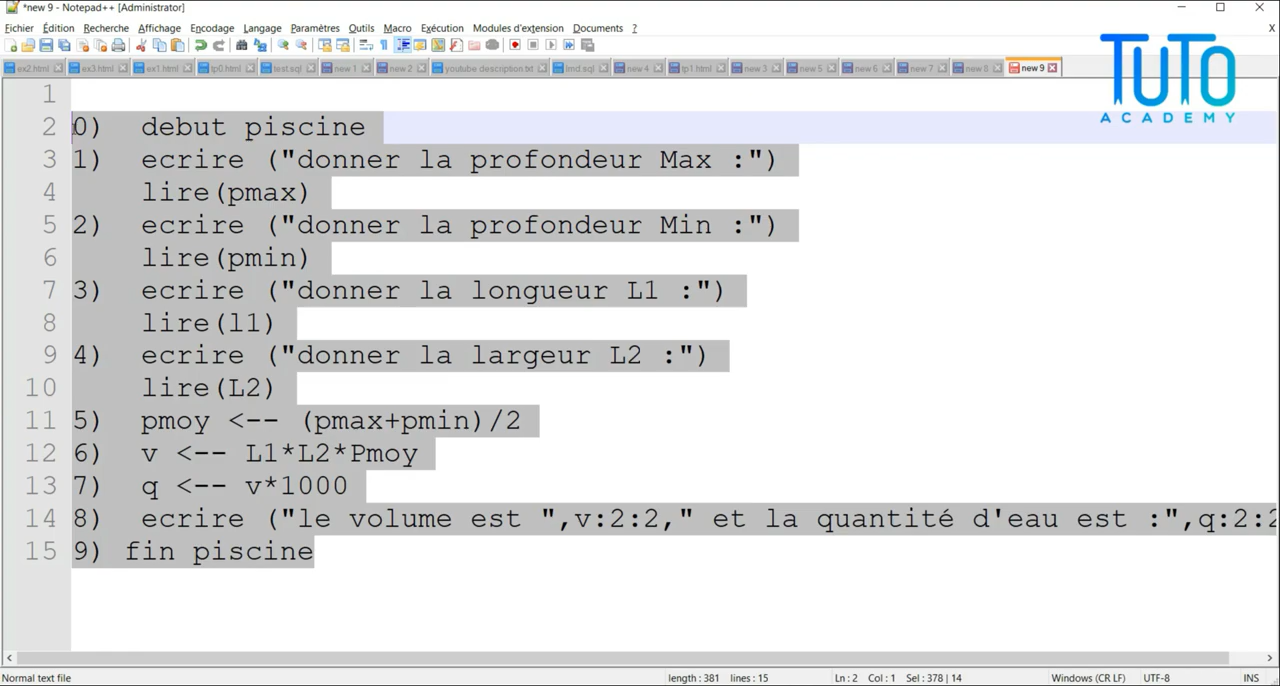 *new 9 - Notepad++ [Administrator]
Fichier Édition Recherche Affichage Encodage Langage Paramètres Outils Macro Exécution Modules d'extension Documents ? X
ex2.html ex3.html ex1.html tp0.html test.sql new 1 new 2 youtube description.txt lmd.sql new 4 tp1.html new 3 new 5 new 6 new 7 new 8 new 9
TUTO
ACADEMY
1
2 0) debut piscine
3 1) ecrire ("donner la profondeur Max :")
4 lire(pmax)
5 2) ecrire ("donner la profondeur Min :")
6 lire(pmin)
7 3) ecrire ("donner la longueur L1 :")
8 lire(l1)
9 4) ecrire ("donner la largeur L2 :")
10 lire(L2)
11 5) pmoy <-- (pmax+pmin)/2
12 6) v <-- L1*L2*Pmoy
13 7) q <-- v*1000
14 8) ecrire ("le volume est ",v:2:2," et la quantité d'eau est :",q:2:2
15 9) fin piscine
Normal text file length : 381 lines : 15 Ln : 2 Col : 1 Sel : 378 | 14 Windows (CR LF) UTF-8 INS